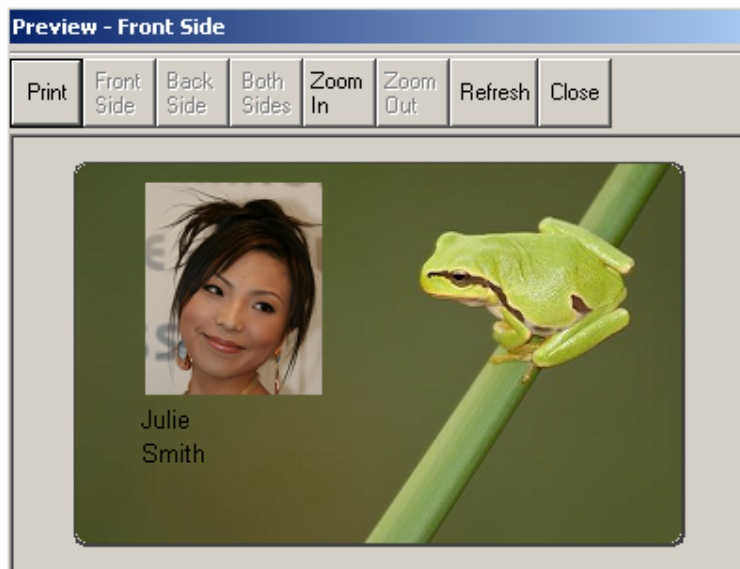 Preview - Front Side
Print Front Side Back Side Both Sides Zoom In Zoom Out Refresh Close
Julie
Smith